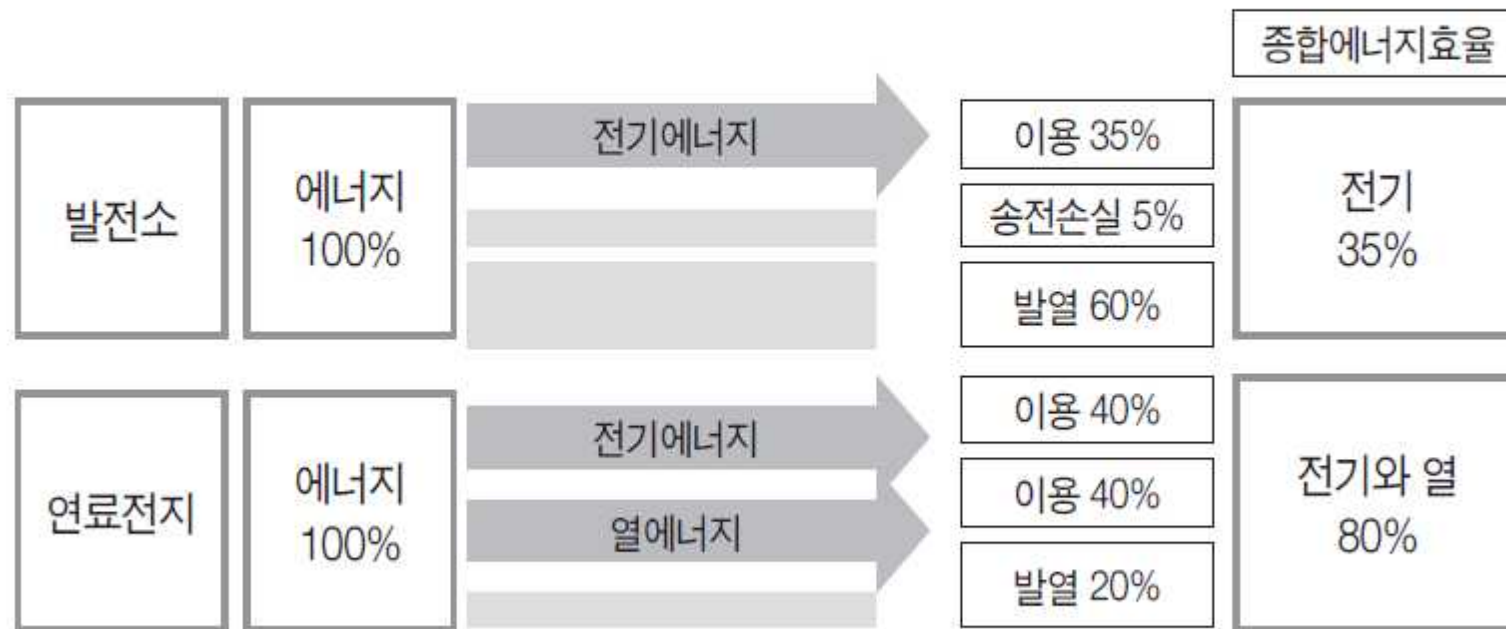 종합에너지효율
발전소
에너지
100%
전기에너지
이용 35%
송전손실 5%
발열 60%
전기
35%
연료전지
에너지
100%
전기에너지
열에너지
이용 40%
이용 40%
발열 20%
전기와 열
80%